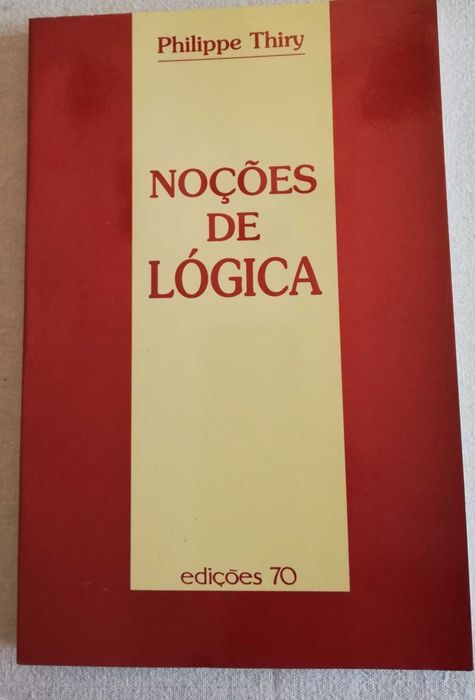 Philippe Thiry
NOÇÕES
DE
LÓGICA
edições 70